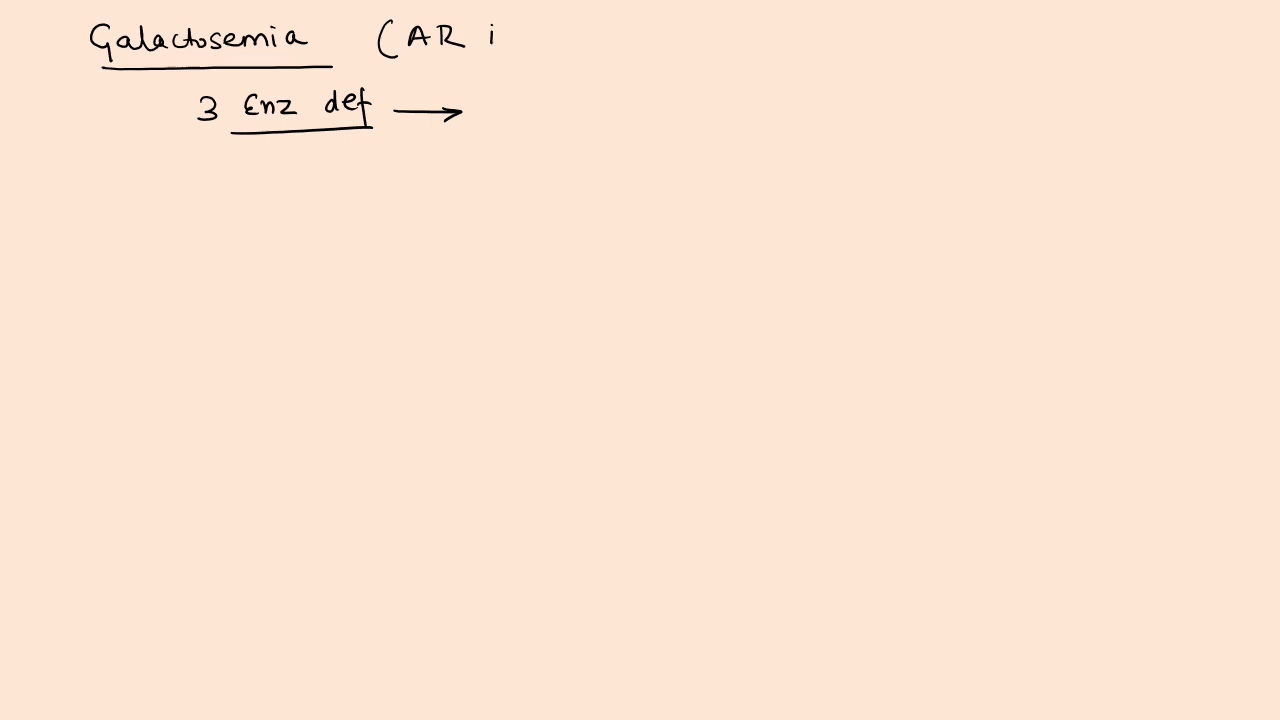 Galactosemia (AR i
3 Enz def →